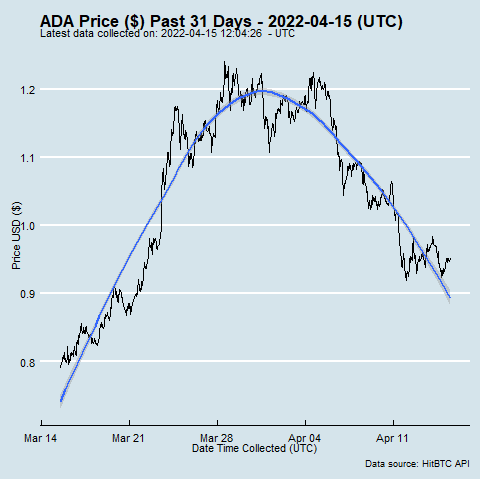 ADA Price ($) Past 31 Days - 2022-04-15 (UTC)
Latest data collected on: 2022-04-15 12:04:26 - UTC
Price USD ($)
1.2
1.1
1.0
0.9
0.8
Mar 14 Mar 21 Mar 28 Apr 04 Apr 11
Date Time Collected (UTC)
Data source: HitBTC API